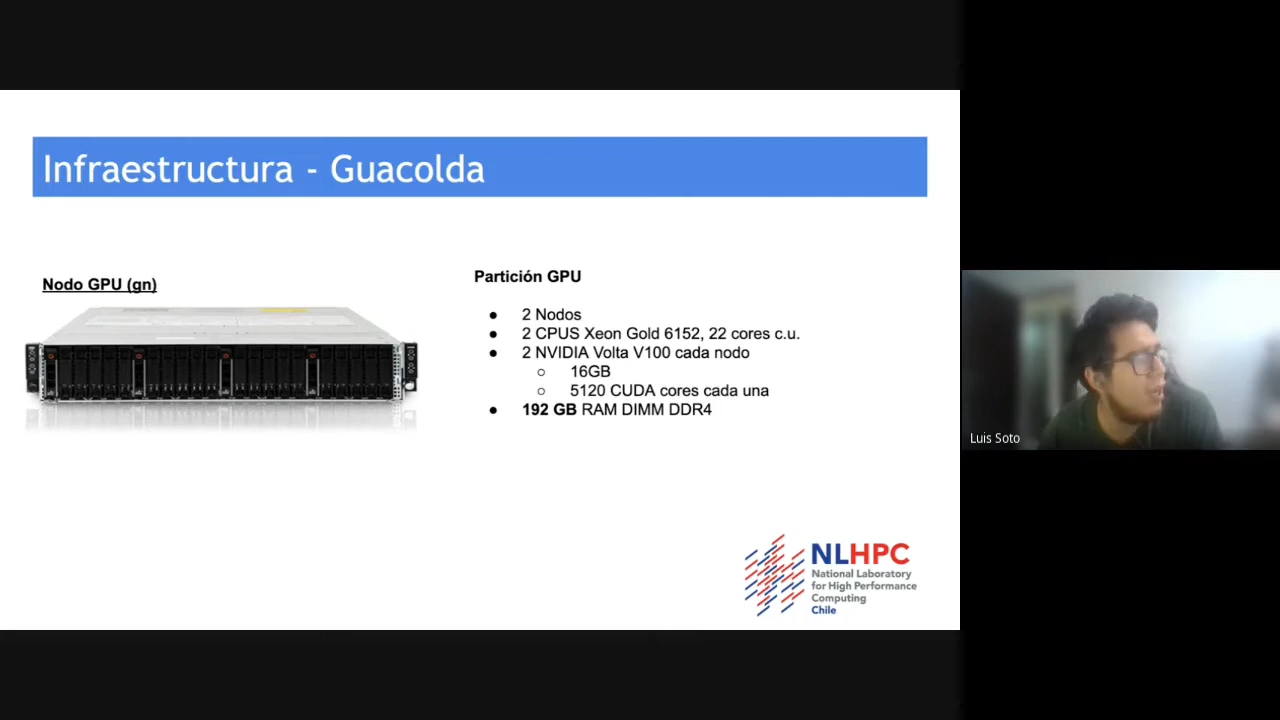 Infraestructura - Guacolda
Nodo GPU (gn)
Partición GPU
● 2 Nodos
● 2 CPUS Xeon Gold 6152, 22 cores c.u.
● 2 NVIDIA Volta V100 cada nodo
○ 16GB
○ 5120 CUDA cores cada una
● 192 GB RAM DIMM DDR4
NLHPC
National Laboratory
for High Performance
Computing
Chile
Luis Soto